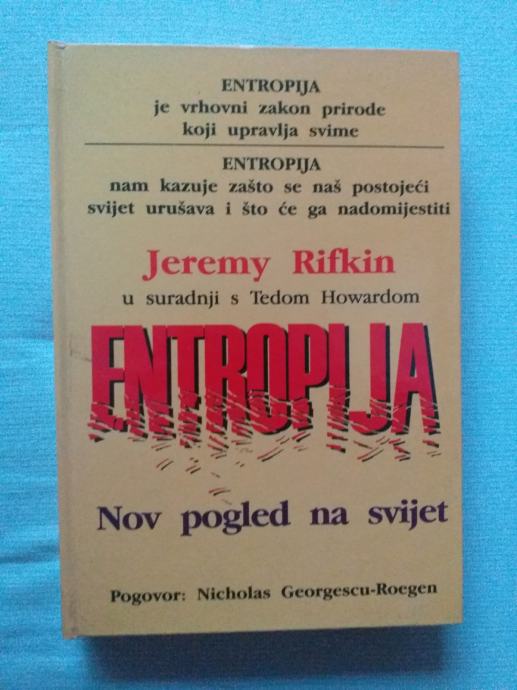 ENTROPIJA
je vrhovni zakon prirode
koji upravlja svime
ENTROPIJA
nam kazuje zašto se naš postojeći
svijet urušava i što će ga nadomijestiti
Jeremy Rifkin
u suradnji s Tedom Howardom
ENTROPIJA
Nov pogled na svijet
Pogovor: Nicholas Georgescu-Roegen